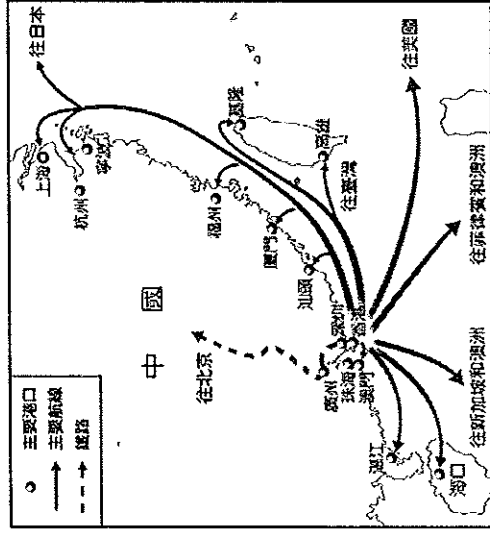 主要港口
主要航線
鐵路
往日本
上海
杭州
寧波
中國
福州
基隆
廈門
高雄
往臺灣
汕頭
往北京
往美國
廣州
深圳
香港
珠海
澳門
湛江
海口
往菲律賓和澳洲
往新加坡和澳洲